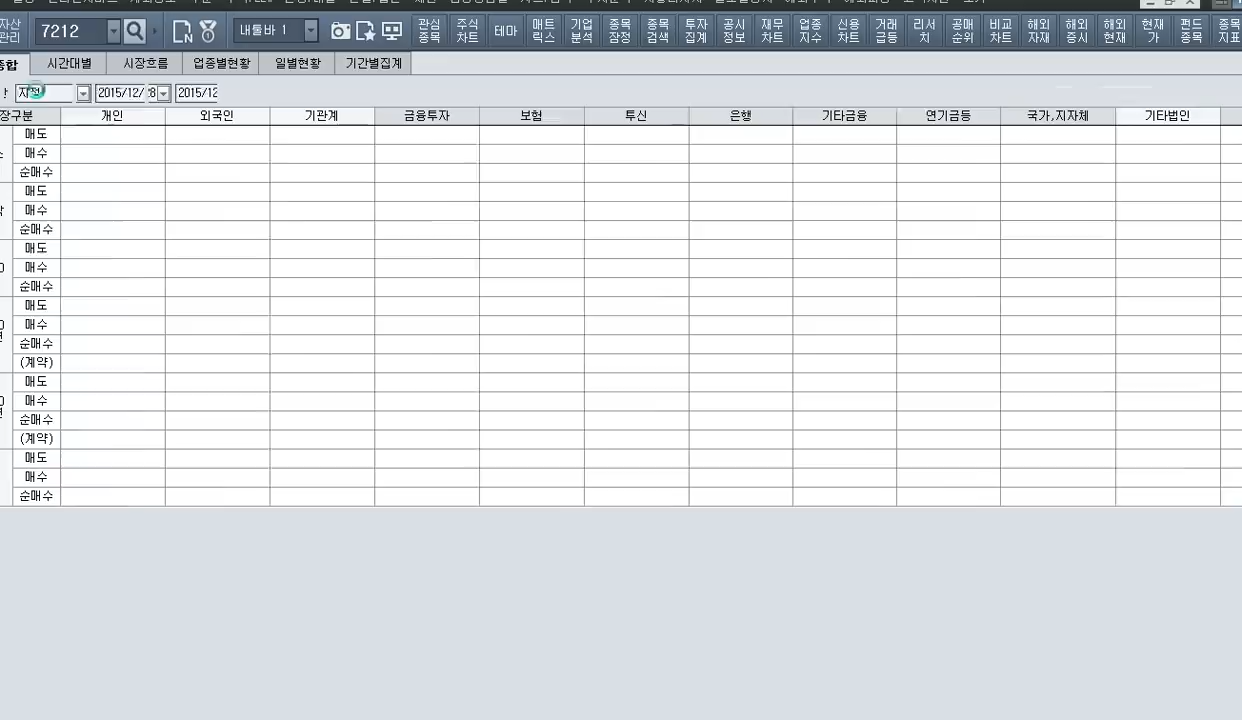 7212 내툴바 1 관심종목 주식차트 테마 매트릭스 기업분석 종목잠정 종목검색 투자집계 공시정보 재무차트 업종지수 신용차트 거래급등 리서치 공매순위 비교차트 해외자재 해외증시 해외현재 현재가 펀드종목 종목지표
자산관리
종합 시간대별 시장흐름 업종별현황 일별현황 기간별집계
2015/12/ 8 2015/12
장구분 개인 외국인 기관계 금융투자 보험 투신 은행 기타금융 연기금등 국가,지자체 기타법인
매도
매수
순매수
매도
매수
순매수
매도
매수
순매수
매도
매수
순매수
(계약)
매도
매수
순매수
(계약)
매도
매수
순매수